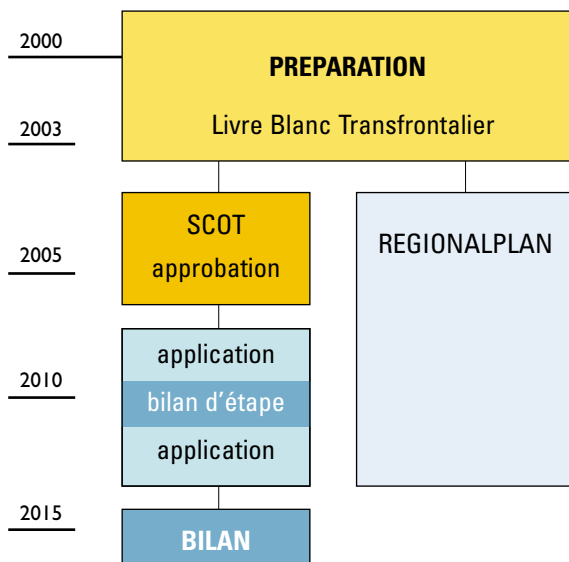 2000
PREPARATION
Livre Blanc Transfrontalier
2003
SCOT
approbation
REGIONALPLAN
2005
application
2010
bilan d'étape
application
2015
BILAN